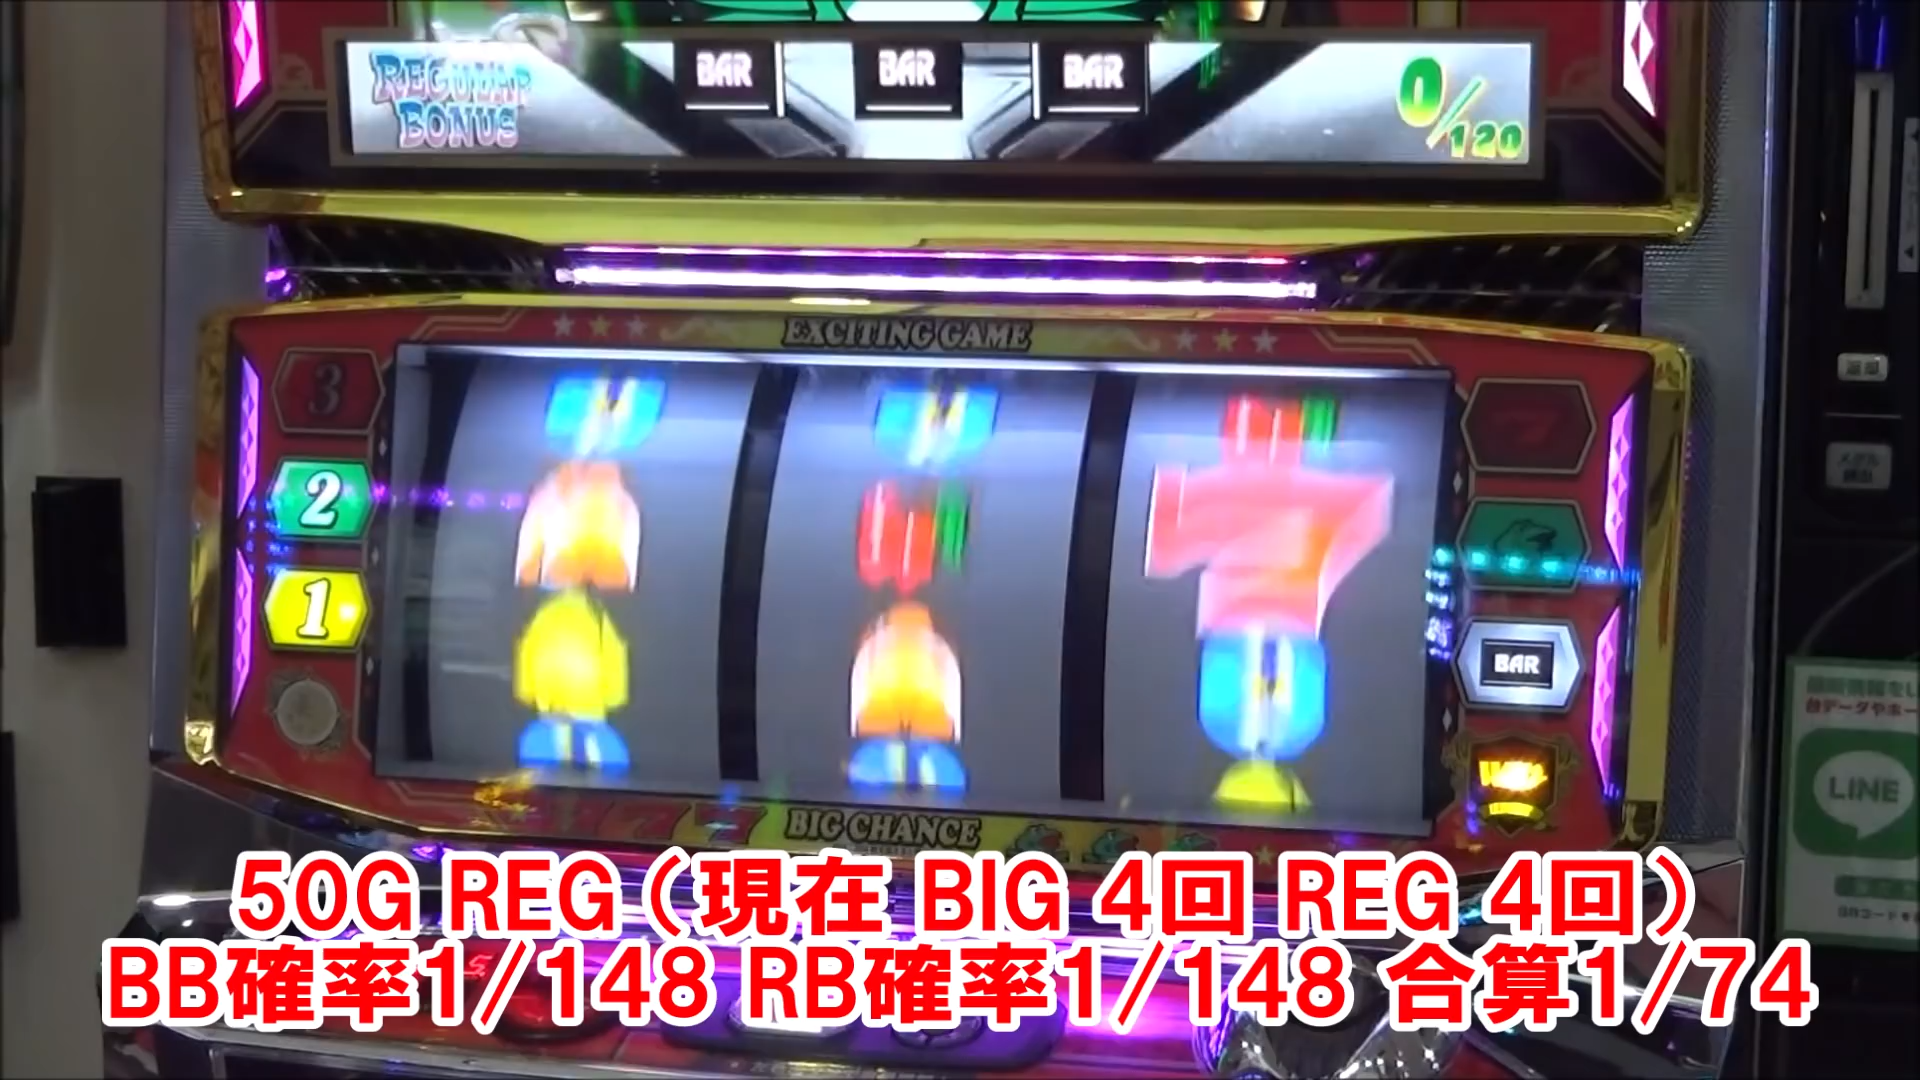 REGULAR
BONUS
BAR
BAR
BAR
0/120
EXCITING GAME
3
2
1
7
BAR
BIG CHANCE
LINE
50G REG（現在 BIG 4回 REG 4回）
BB確率1/148 RB確率1/148 合算1/74